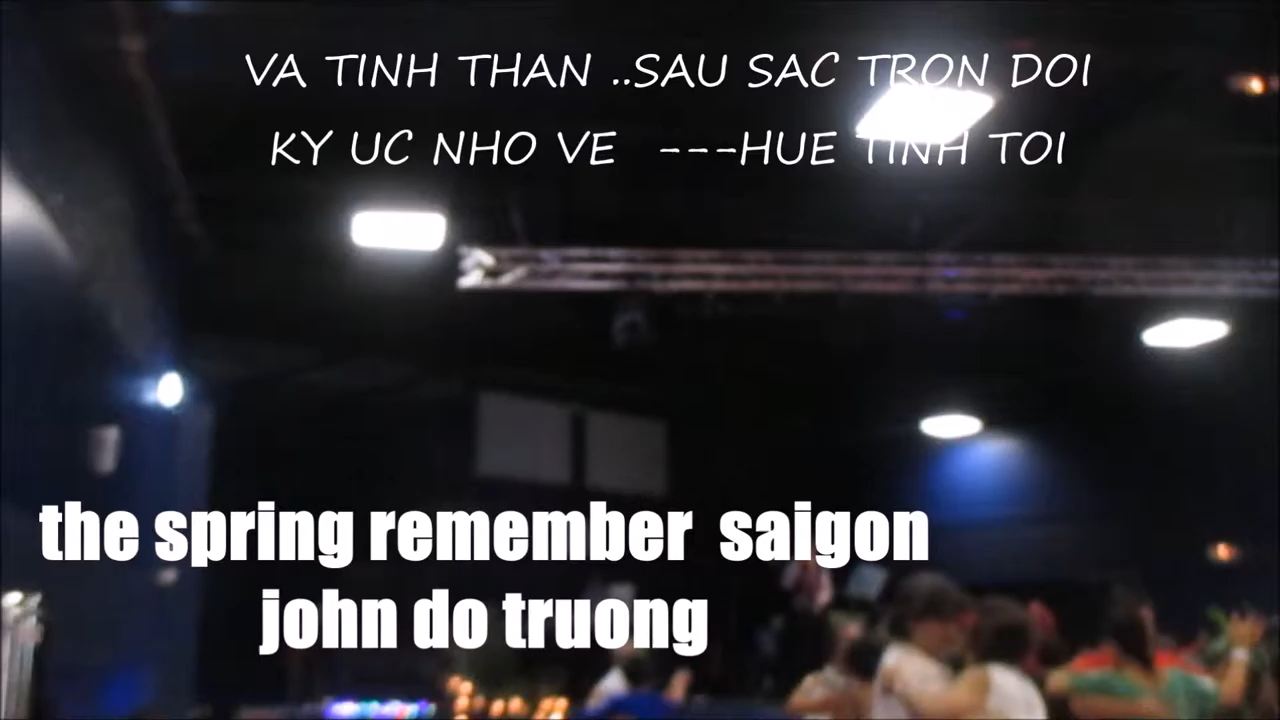 VA TINH THAN ..SAU SAC TRON DOI
KY UC NHO VE ---HUE TINH TOI
the spring remember saigon
john do truong